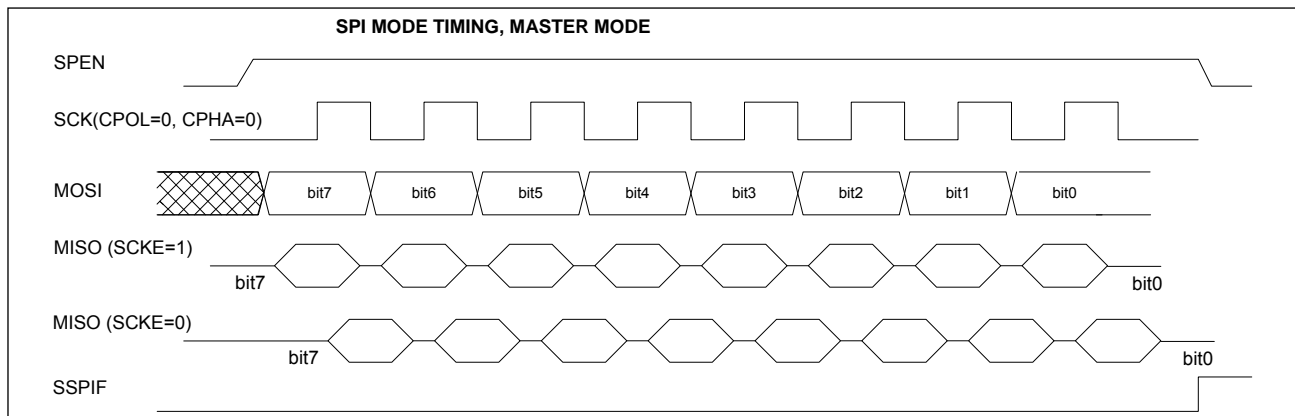 SPI MODE TIMING, MASTER MODE
SPEN
SCK(CPOL=0, CPHA=0)
MOSI bit7 bit6 bit5 bit4 bit3 bit2 bit1 bit0
MISO (SCKE=1)
bit7 bit0
MISO (SCKE=0)
bit7 bit0
SSPIF